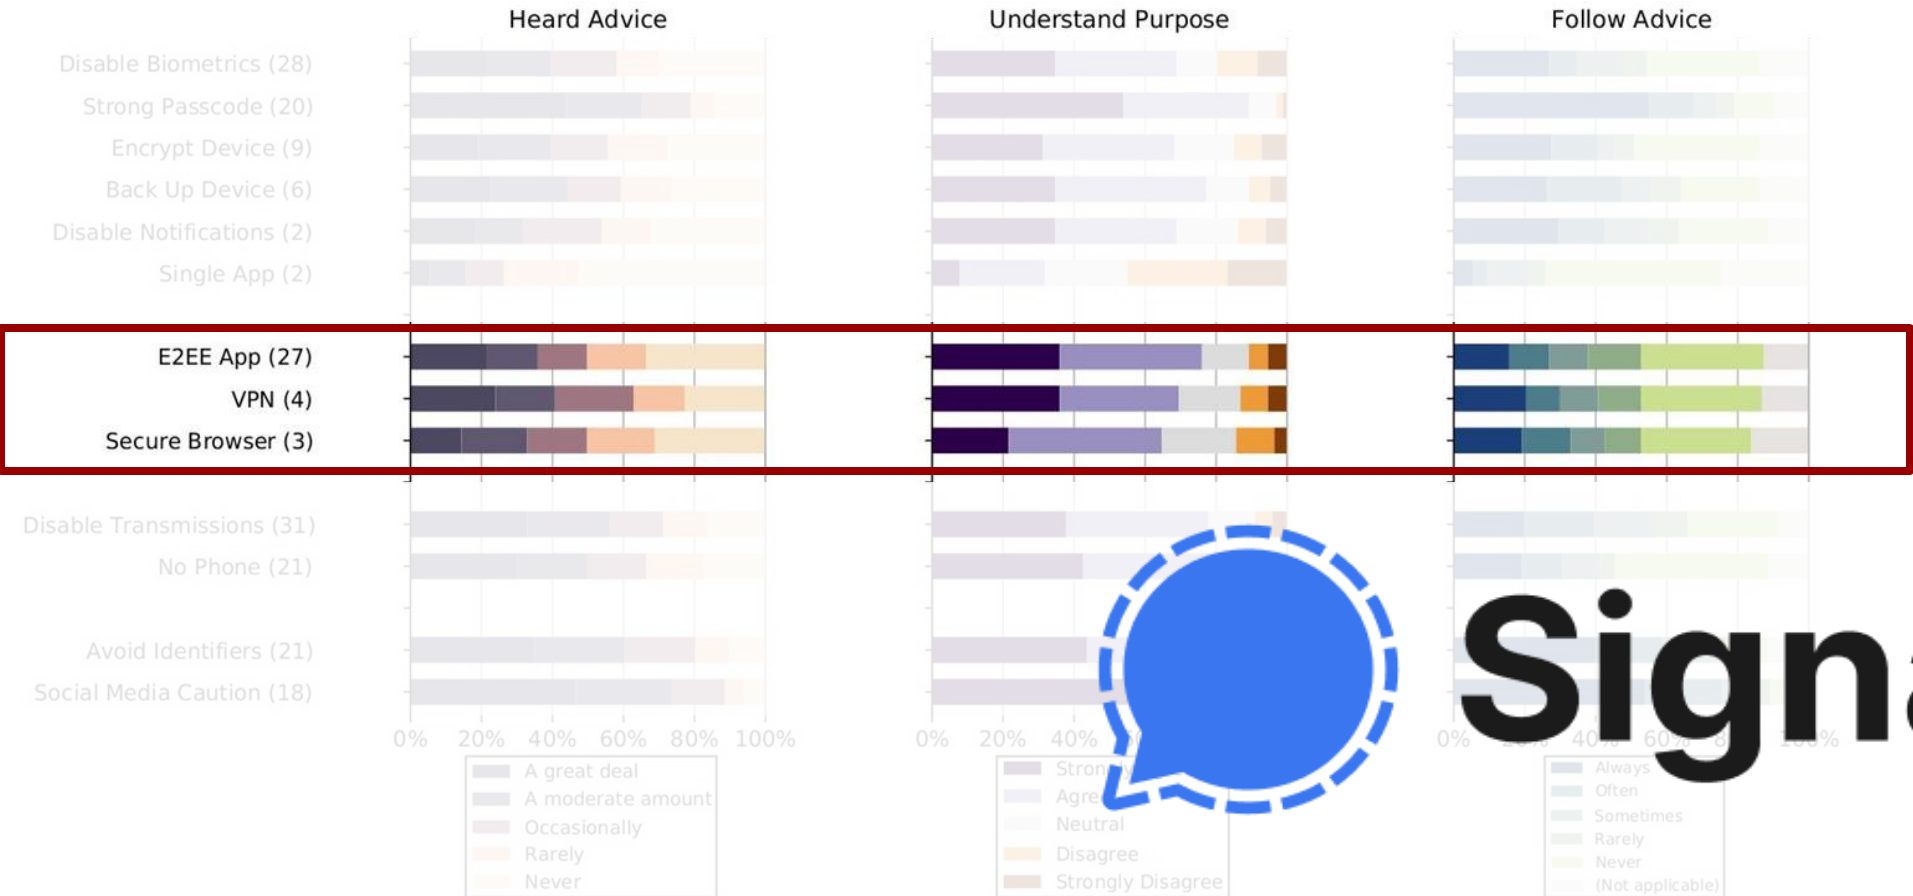 Heard Advice
Understand Purpose
Follow Advice
Disable Biometrics (28)
Strong Passcode (20)
Encrypt Device (9)
Back Up Device (6)
Disable Notifications (2)
Single App (2)
E2EE App (27)
VPN (4)
Secure Browser (3)
Disable Transmissions (31)
No Phone (21)
Avoid Identifiers (21)
Social Media Caution (18)
0% 20% 40% 60% 80% 100%
0% 20% 40%
0% 20% 40% 60% 100%
Signa
A great deal
A moderate amount
Occasionally
Rarely
Never
Neutral
Disagree
Strongly Disagree
Always
Often
Sometimes
Rarely
Never
(Not applicable)